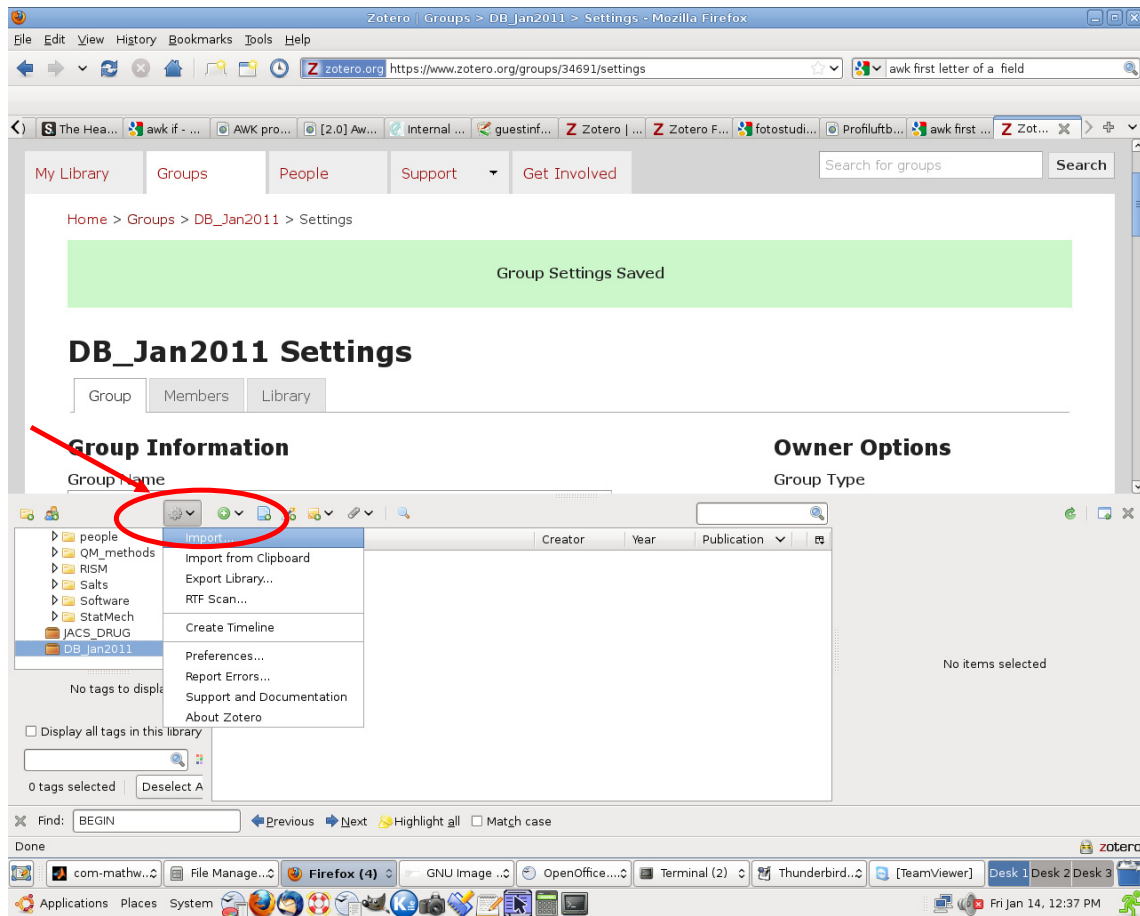 Zotero | Groups > DB_Jan2011 > Settings - Mozilla Firefox
File Edit View History Bookmarks Tools Help
Z zotero.org https://www.zotero.org/groups/34691/settings awk first letter of a field
The Hea... awk if - ... AWK pro... [2.0] Aw... Internal ... guestinf... Zotero | ... Zotero F... fotostudi... Profiluftb... awk first ... Zot...
My Library Groups People Support Get Involved Search for groups Search
Home > Groups > DB_Jan2011 > Settings
Group Settings Saved
DB_Jan2011 Settings
Group Members Library
Group Information Owner Options
Group Name Group Type
people Import... Creator Year Publication
QM_methods Import from Clipboard
RISM Export Library...
Salts RTF Scan...
Software
StatMech Create Timeline
JACS_DRUG
DB_Jan2011 Preferences...
No items selected
Report Errors...
No tags to displa Support and Documentation
About Zotero
Display all tags in this library
0 tags selected Deselect A
Find: BEGIN Previous Next Highlight all Match case
Done zotero
com-mathw.. File Manage.. Firefox (4) GNU Image .. OpenOffice.... Terminal (2) Thunderbird.. [TeamViewer] Desk 1 Desk 2 Desk 3
Applications Places System Fri Jan 14, 12:37 PM